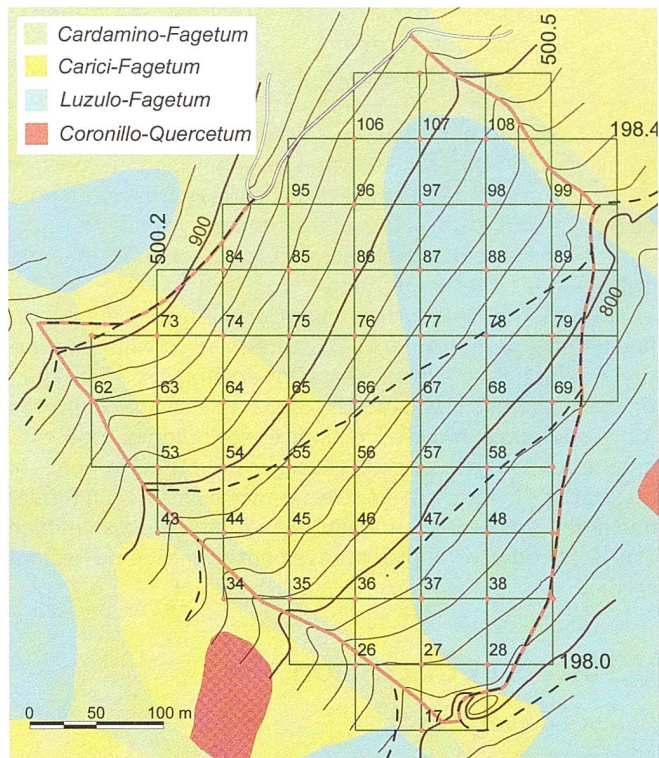 Cardamino-Fagetum
Carici-Fagetum
Luzulo-Fagetum
Coronillo-Quercetum
500.5
106 107 108
198.4
95 96 97 98 99
500.2
900
84 85 86 87 88 89
800
73 74 75 76 77 78 79
62 63 64 65 66 67 68 69
53 54 55 56 57 58
43 44 45 46 47 48
34 35 36 37 38
26 27 28
198.0
0 50 100 m
17